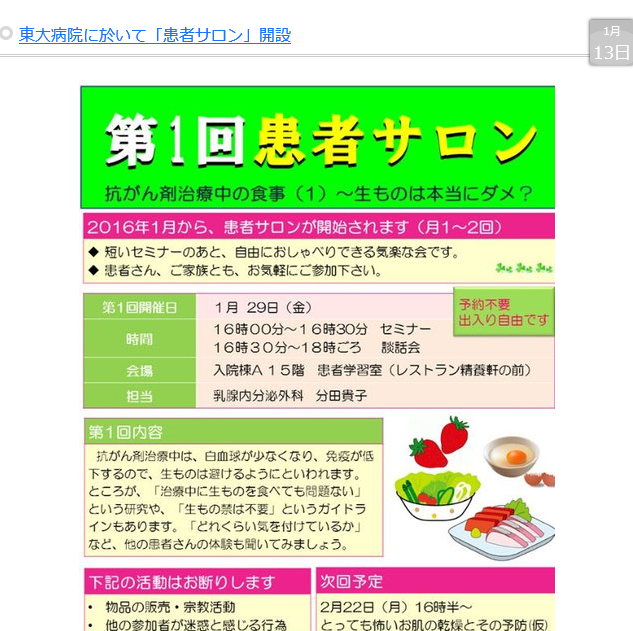 東大病院に於いて「患者サロン」開設
1月
13日
第1回患者サロン
抗がん剤治療中の食事（1）～生ものは本当にダメ？
2016年1月から、患者サロンが開始されます（月1～2回）
◆ 短いセミナーのあと、自由におしゃべりできる気楽な会です。
◆ 患者さん、ご家族とも、お気軽にご参加下さい。
予約不要
出入り自由です
第1回開催日 1月 29日（金）
時間 16時00分～16時30分 セミナー
16時30分～18時ごろ 談話会
会場 入院棟A 15階 患者学習室（レストラン精養軒の前）
担当 乳腺内分泌外科 分田貴子
第1回内容
抗がん剤治療中は、白血球が少なくなり、免疫が低
下するので、生ものは避けるようにといわれます。
ところが、「治療中に生ものを食べても問題ない」
という研究や、「生もの禁は不要」というガイドラ
インもあります。「どれくらい気を付けているか」
など、他の患者さんの体験も聞いてみましょう。
下記の活動はお断りします
• 物品の販売・宗教活動
• 他の参加者が迷惑と感じる行為
次回予定
2月22日（月）16時半～
とっても怖いお肌の乾燥とその予防(仮)